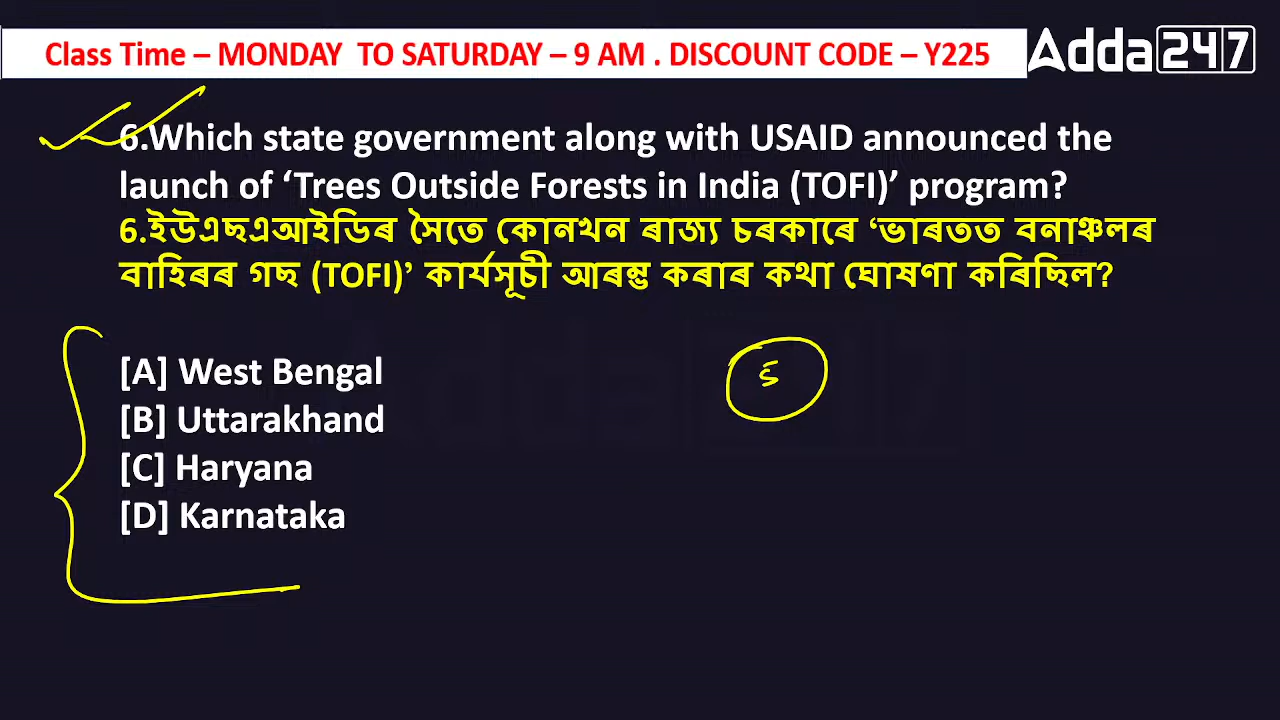 Class Time – MONDAY TO SATURDAY – 9 AM . DISCOUNT CODE – Y225
Adda247
6.Which state government along with USAID announced the
launch of ‘Trees Outside Forests in India (TOFI)’ program?
6.ইউএছএআইডিৰ সৈতে কোনখন ৰাজ্য চৰকাৰে ‘ভাৰতত বনাঞ্চলৰ
বাহিৰৰ গছ (TOFI)’ কাৰ্যসূচী আৰম্ভ কৰাৰ কথা ঘোষণা কৰিছিল?
[A] West Bengal
[B] Uttarakhand
[C] Haryana
[D] Karnataka